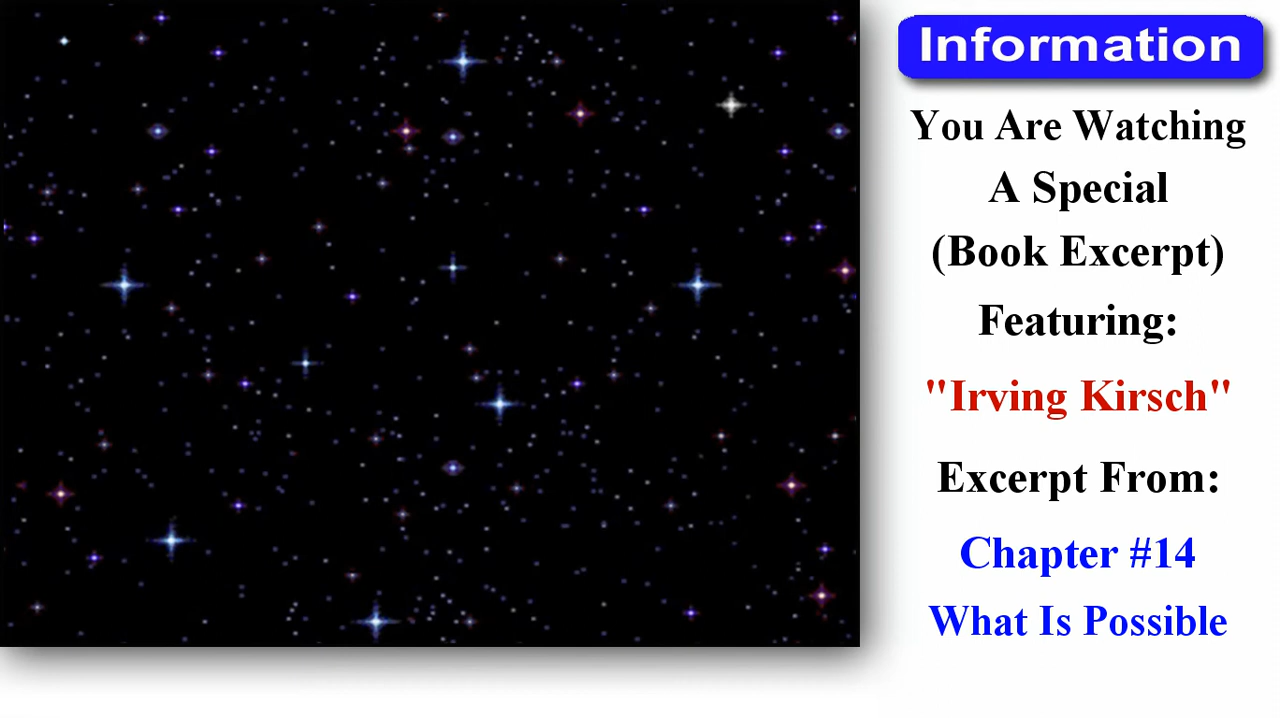 Information
You Are Watching
A Special
(Book Excerpt)
Featuring:
"Irving Kirsch"
Excerpt From:
Chapter #14
What Is Possible